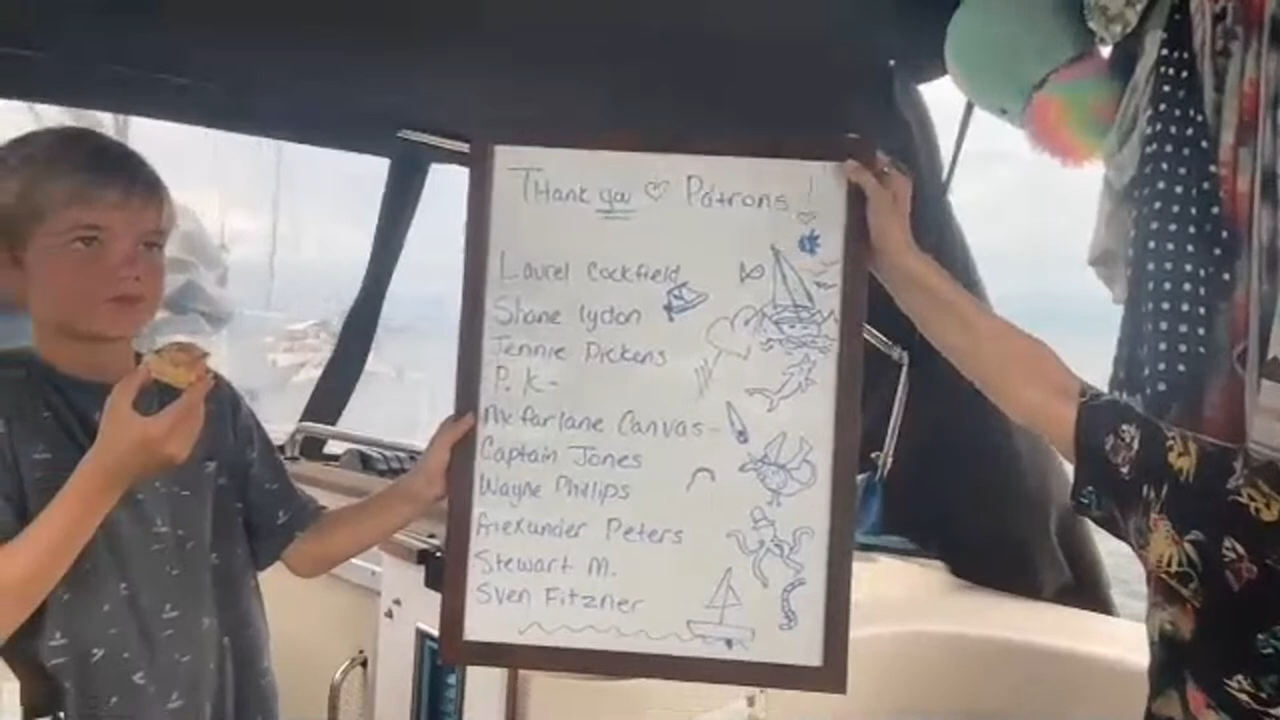 THank you ♡ Patrons !
Laurel Cockfield
Shane lydon
Jennie Pickens
P. K-
Mcfarlane Canvas-
Captain Jones
Wayne Phillips
Alexander Peters
Stewart M.
Sven Fitzner